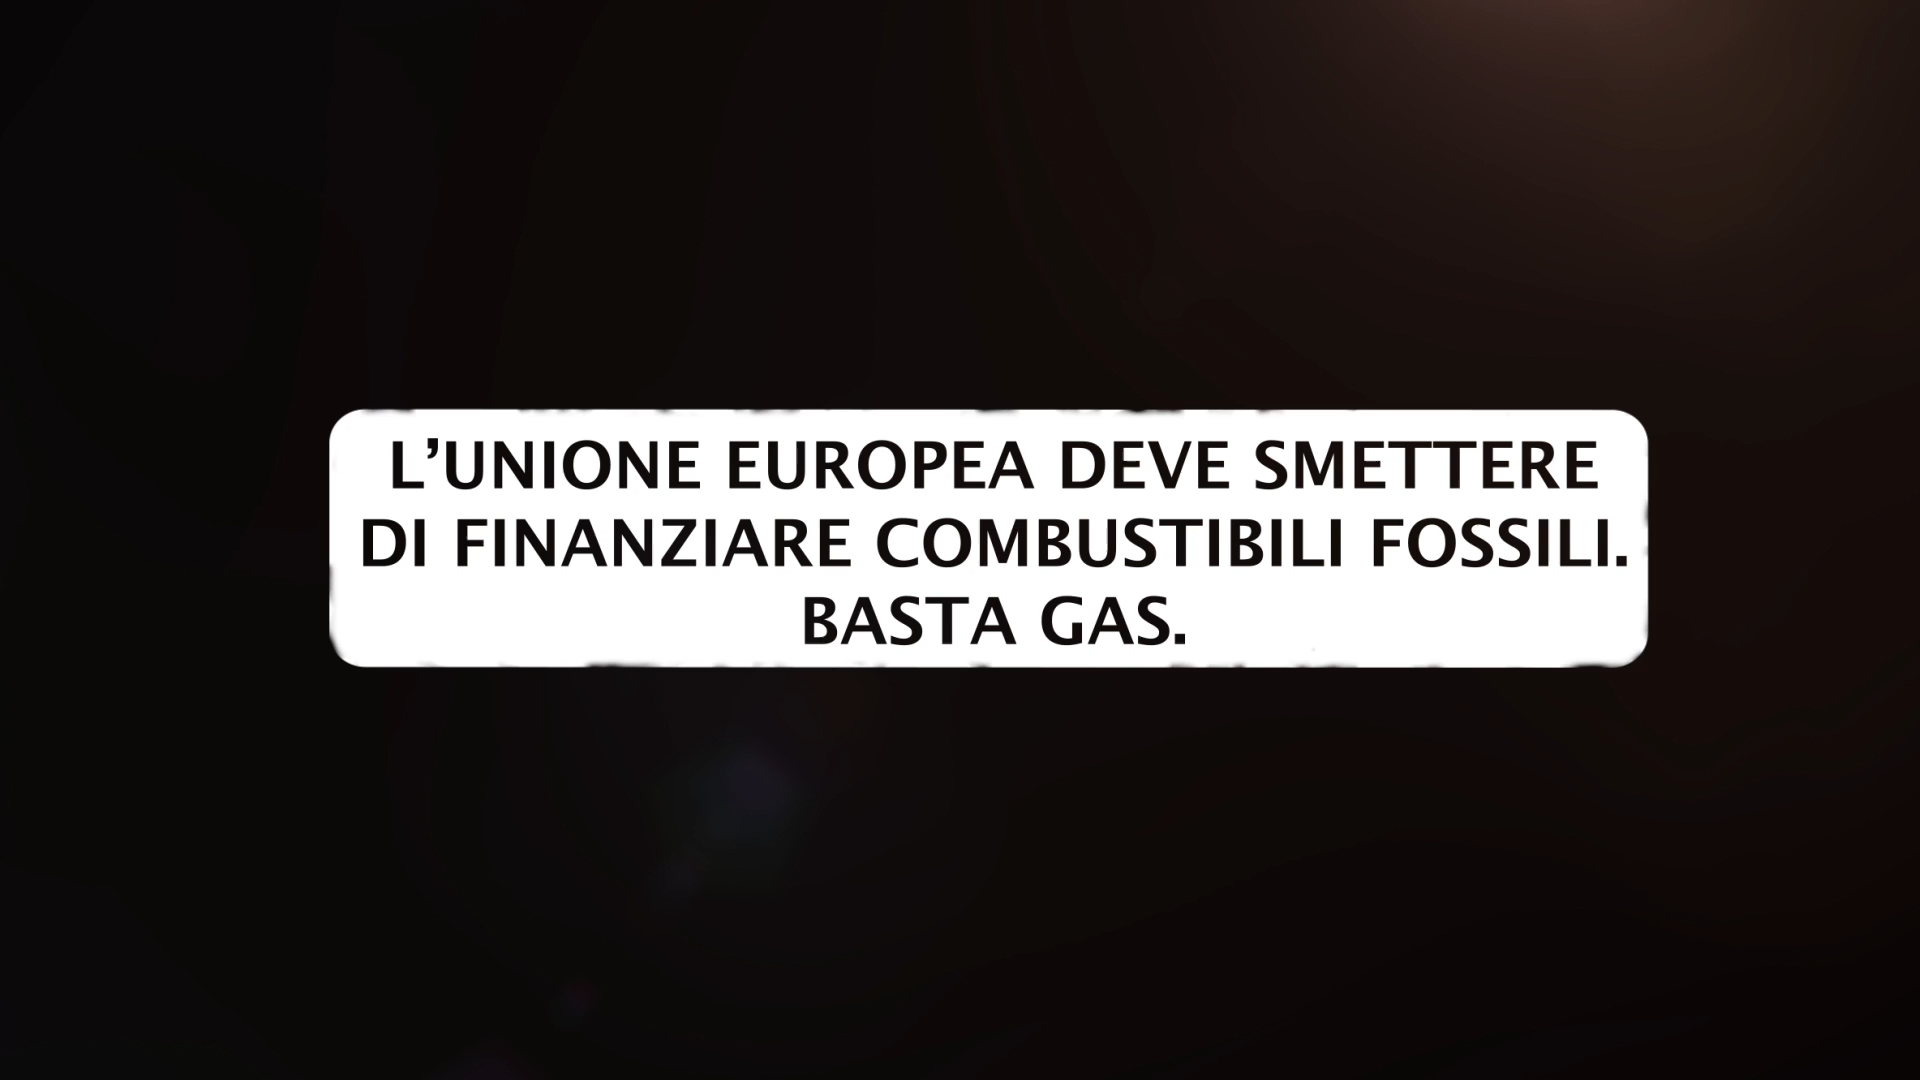 L’UNIONE EUROPEA DEVE SMETTERE
DI FINANZIARE COMBUSTIBILI FOSSILI.
BASTA GAS.